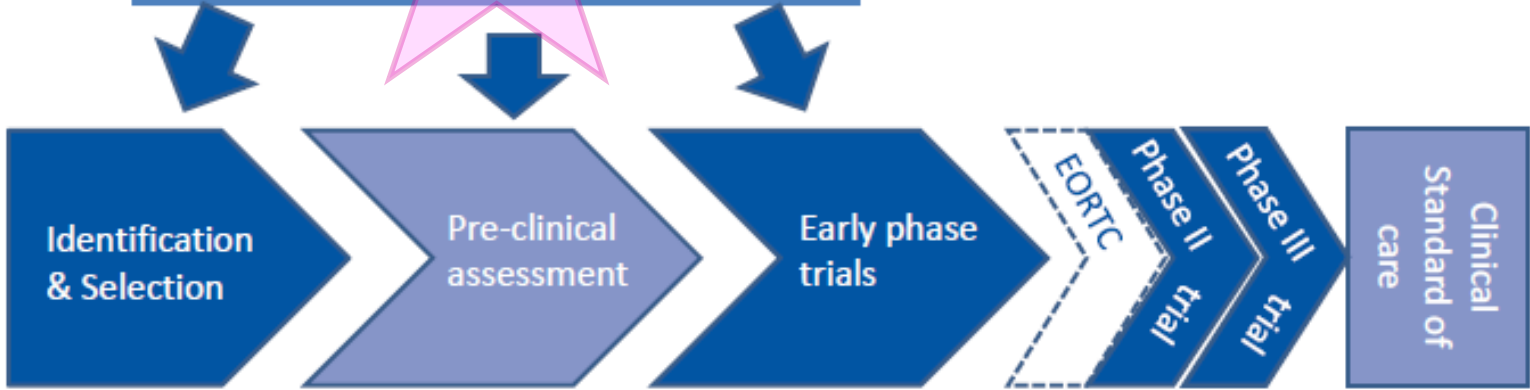 Identification
& Selection
Pre-clinical
assessment
Early phase
trials
EORTC
Phase II
trial
Phase III
trial
Clinical
Standard of
care